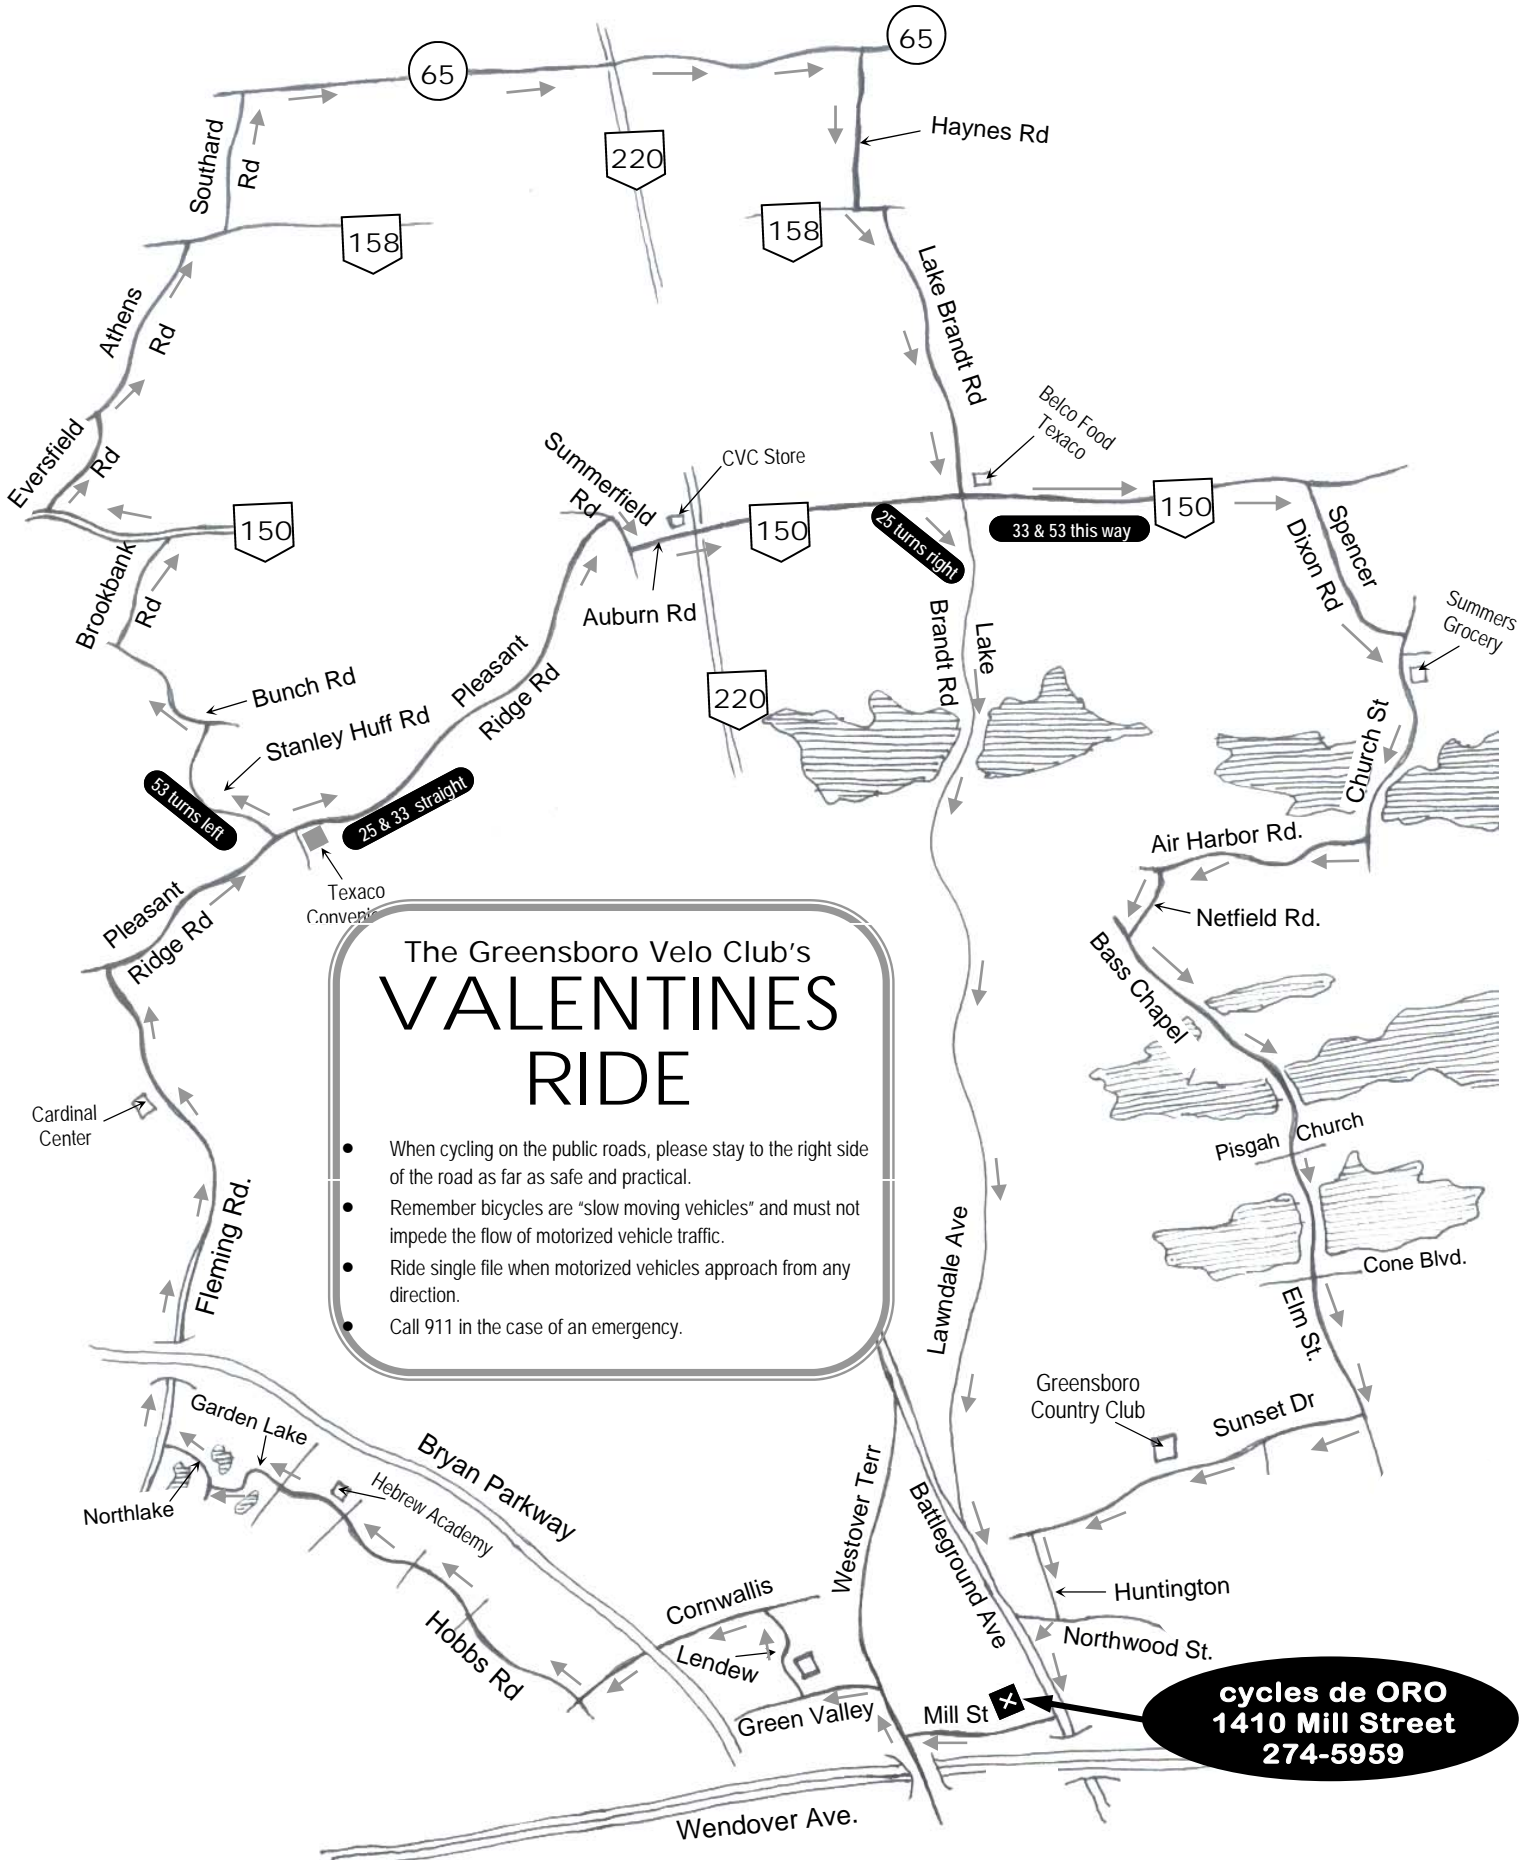 65
65
Haynes Rd
220
Southard
Rd
158
158
Lake Brandt Rd
Athens
Rd
Belco Food
Texaco
Eversfield
Rd
Summerfield
Rd
CVC Store
150
150
150
25 turns right
33 & 53 this way
Spencer
Dixon Rd
Brookbank
Rd
Auburn Rd
Lake
Brandt Rd
Summers
Grocery
Bunch Rd
Pleasant
Ridge Rd
220
Stanley Huff Rd
Church St
53 turns left
25 & 33 straight
Air Harbor Rd.
Texaco
Netfield Rd.
Pleasant
Ridge Rd
Bass Chapel
The Greensboro Velo Club's
VALENTINES
RIDE
• When cycling on the public roads, please stay to the right side
of the road as far as safe and practical.
• Remember bicycles are “slow moving vehicles” and must not
impede the flow of motorized vehicle traffic.
• Ride single file when motorized vehicles approach from any
direction.
• Call 911 in the case of an emergency.
Cardinal
Center
Pisgah Church
Fleming Rd.
Lawndale Ave
Cone Blvd.
Elm St.
Greensboro
Country Club
Sunset Dr
Garden Lake
Bryan Parkway
Westover Terr
Battleground Ave
Northlake
Hebrew Academy
Huntington
Cornwallis
Hobbs Rd
Lendew
Northwood St.
Green Valley
Mill St
X
cycles de ORO
1410 Mill Street
274-5959
Wendover Ave.